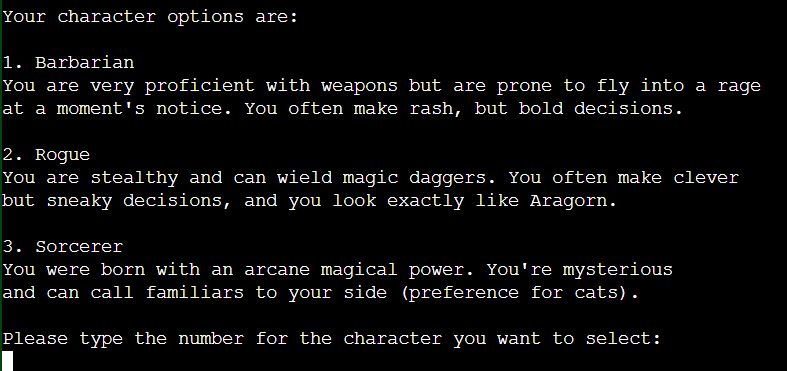 Your character options are:
1. Barbarian
You are very proficient with weapons but are prone to fly into a rage
at a moment's notice. You often make rash, but bold decisions.
2. Rogue
You are stealthy and can wield magic daggers. You often make clever
but sneaky decisions, and you look exactly like Aragorn.
3. Sorcerer
You were born with an arcane magical power. You're mysterious
and can call familiars to your side (preference for cats).
Please type the number for the character you want to select: